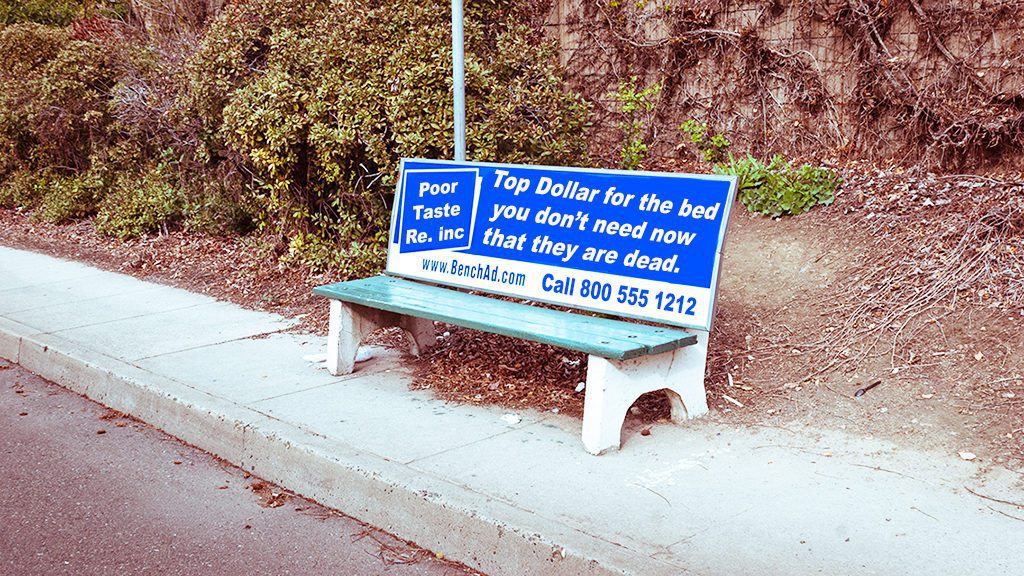 Poor
Taste
Re. inc
Top Dollar for the bed
you don't need now
that they are dead.
www.BenchAd.com
Call 800 555 1212